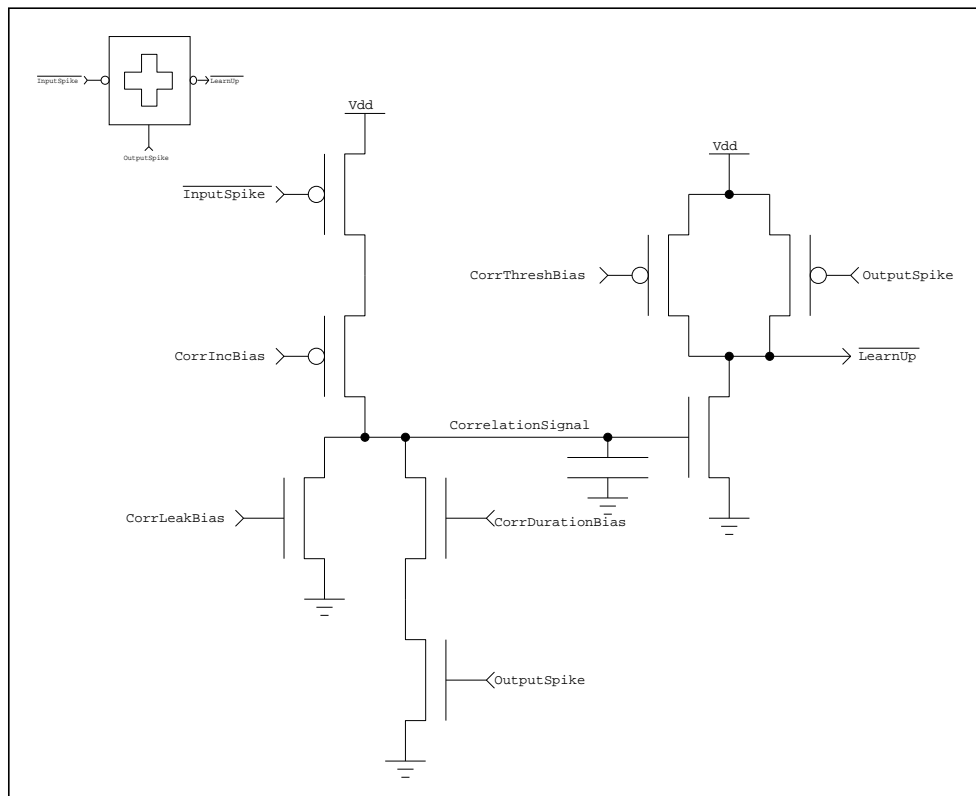 InputSpike
LearnUp
OutputSpike
Vdd
InputSpike
CorrIncBias
CorrLeakBias
CorrelationSignal
CorrDurationBias
OutputSpike
Vdd
CorrThreshBias
OutputSpike
LearnUp